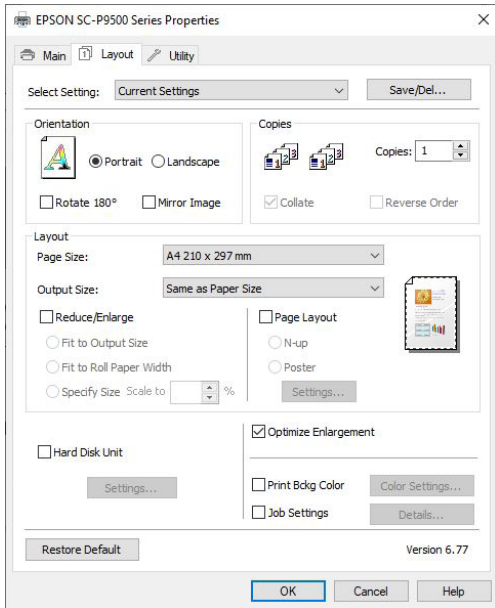 EPSON SC-P9500 Series Properties
Main Layout Utility
Select Setting: Current Settings Save/Del...
Orientation
Portrait Landscape
Rotate 180° Mirror Image
Copies
Copies: 1
Collate Reverse Order
Layout
Page Size: A4 210 x 297 mm
Output Size: Same as Paper Size
Reduce/Enlarge
Fit to Output Size
Fit to Roll Paper Width
Specify Size Scale to %
Page Layout
N-up
Poster
Settings...
Hard Disk Unit
Settings...
Optimize Enlargement
Print Bckg Color Color Settings...
Job Settings Details...
Restore Default Version 6.77
OK Cancel Help